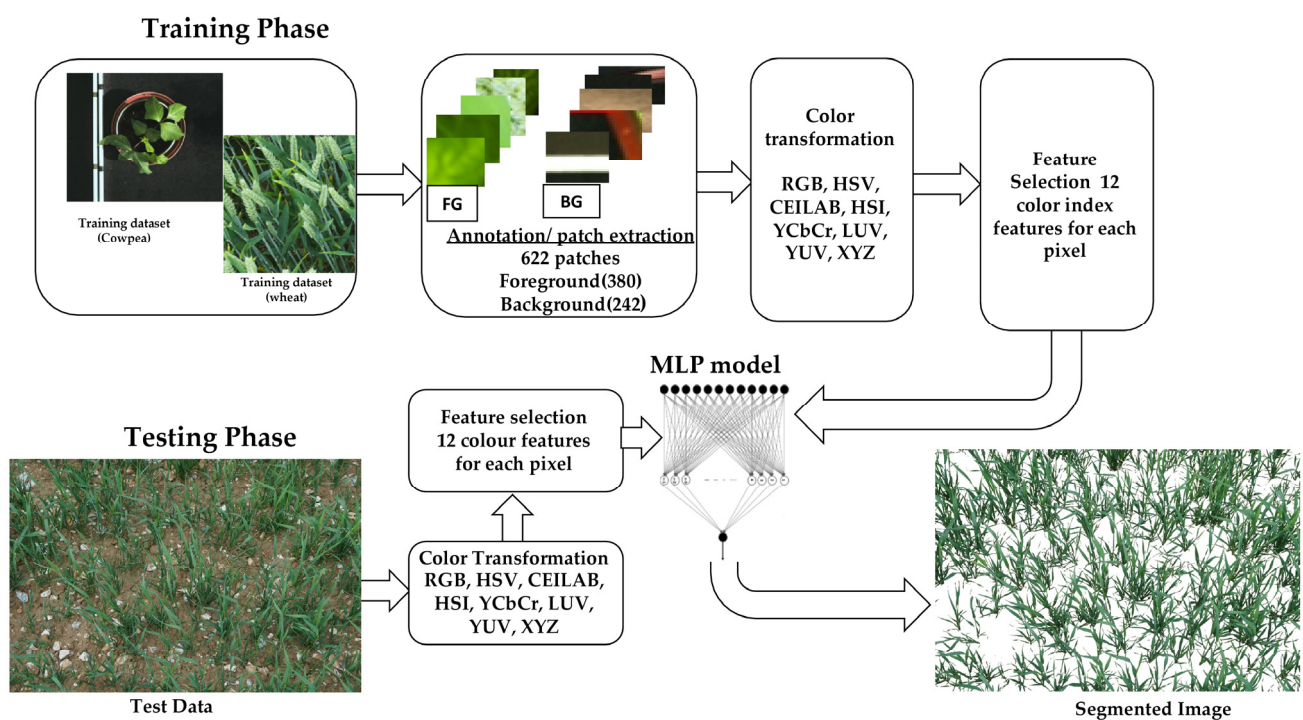 Training Phase
Training dataset
(Cowpea)
Training dataset
(wheat)
FG
BG
Annotation/ patch extraction
622 patches
Foreground(380)
Background(242)
Color
transformation
RGB, HSV,
CEILAB, HSI,
YCbCr, LUV,
YUV, XYZ
Feature
Selection 12
color index
features for each
pixel
MLP model
Testing Phase
Feature selection
12 colour features
for each pixel
Color Transformation
RGB, HSV, CEILAB,
HSI, YCbCr, LUV,
YUV, XYZ
Test Data
Segmented Image